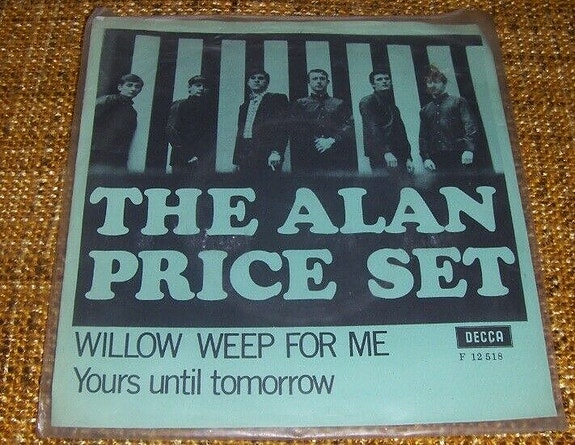 THE ALAN
PRICE SET
WILLOW WEEP FOR ME
DECCA
F 12 518
Yours until tomorrow